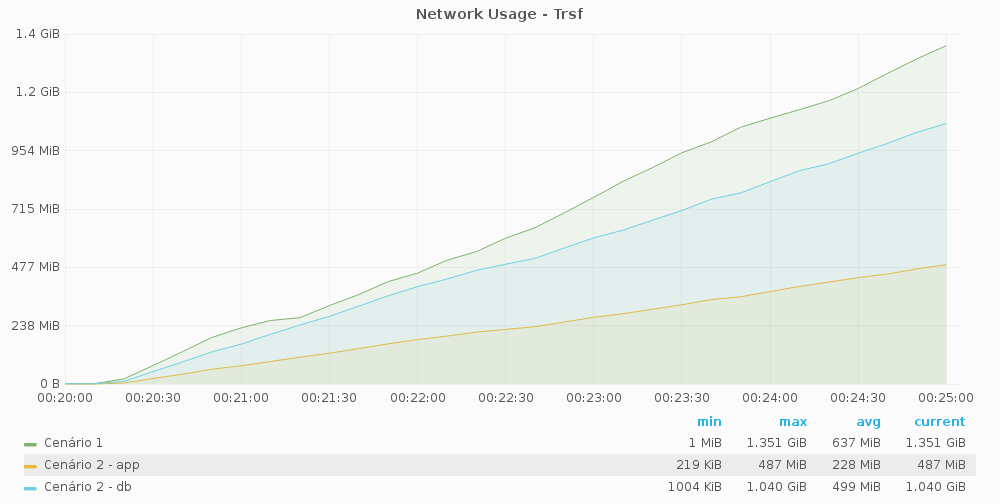 Network Usage - Trsf
1.4 GiB
1.2 GiB
954 MiB
715 MiB
477 MiB
238 MiB
0 B
00:20:00 00:20:30 00:21:00 00:21:30 00:22:00 00:22:30 00:23:00 00:23:30 00:24:00 00:24:30 00:25:00
min max avg current
Cenário 1 1 MiB 1.351 GiB 637 MiB 1.351 GiB
Cenário 2 - app 219 KiB 487 MiB 228 MiB 487 MiB
Cenário 2 - db 1004 KiB 1.040 GiB 499 MiB 1.040 GiB